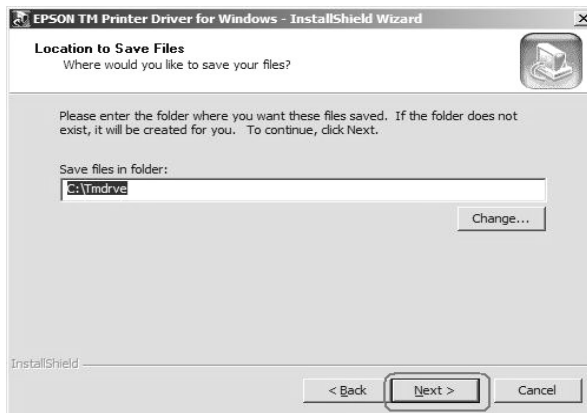 EPSON TM Printer Driver for Windows - InstallShield Wizard
Location to Save Files
Where would you like to save your files?
Please enter the folder where you want these files saved. If the folder does not
exist, it will be created for you. To continue, click Next.
Save files in folder:
C:\Tmdrve
Change...
InstallShield
< Back
Next >
Cancel